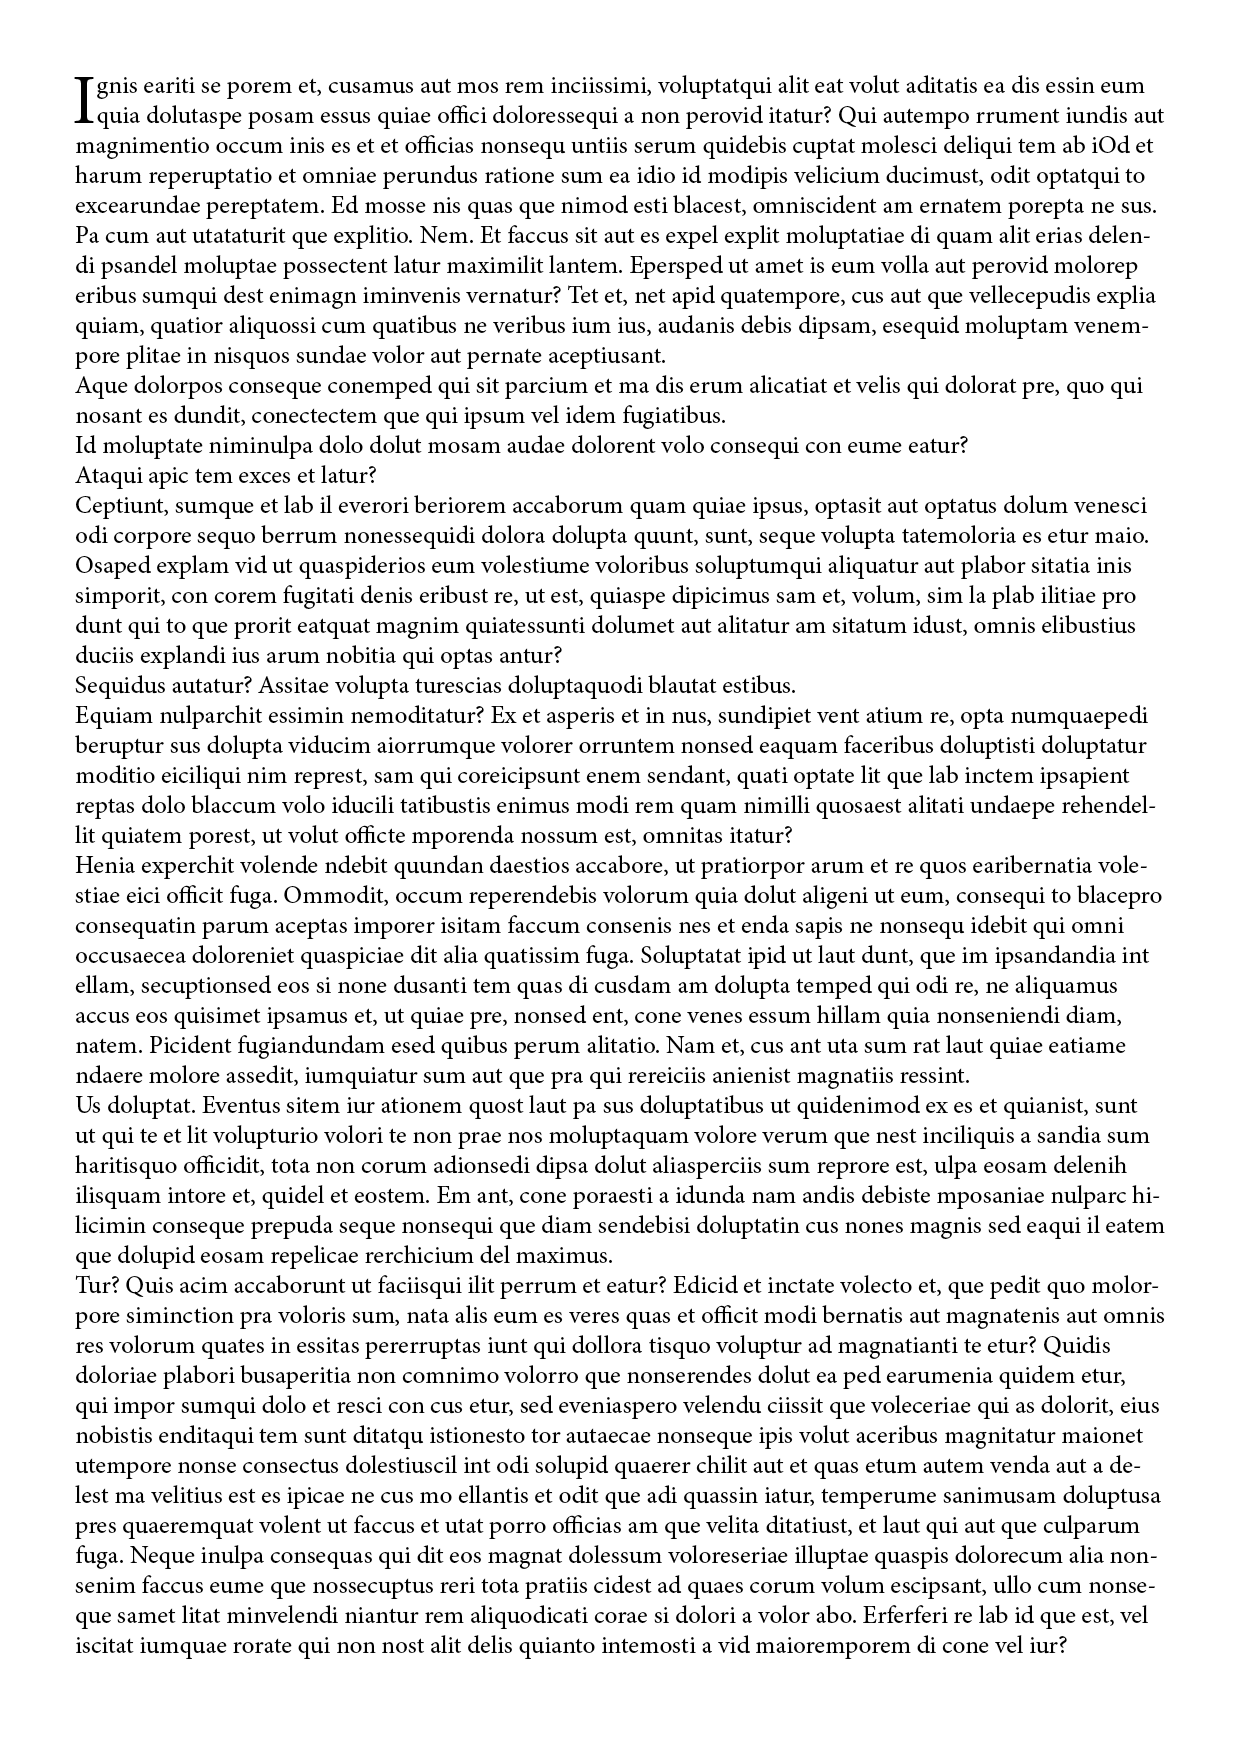 Ignis eariti se porem et, cusamus aut mos rem inciissimi, voluptatqui alit eat volut aditatis ea dis essin eum
quia dolutaspe posam essus quiae offici doloressequi a non perovid itatur? Qui autempo rrument iundis aut
magnimentio occum inis es et et officias nonsequ untiis serum quidebis cuptat molesci deliqui tem ab iOd et
harum reperuptatio et omniae perundus ratione sum ea idio id modipis velicium ducimust, odit optatqui to
excearundae pereptatem. Ed mosse nis quas que nimod esti blacest, omniscident am ernatem porepta ne sus.
Pa cum aut utataturit que explitio. Nem. Et faccus sit aut es expel explit moluptatiae di quam alit erias delen-
di psandel moluptae possectent latur maximilit lantem. Epersped ut amet is eum volla aut perovid molorep
eribus sumqui dest enimagn iminvenis vernatur? Tet et, net apid quatempore, cus aut que vellecepudis explia
quiam, quatior aliquossi cum quatibus ne veribus ium ius, audanis debis dipsam, esequid moluptam venem-
pore plitae in nisquos sundae volor aut pernate aceptiusant.
Aque dolorpos conseque conemped qui sit parcium et ma dis erum alicatiat et velis qui dolorat pre, quo qui
nosant es dundit, conectectem que qui ipsum vel idem fugiatibus.
Id moluptate niminulpa dolo dolut mosam audae dolorent volo consequi con eume eatur?
Ataqui apic tem exces et latur?
Ceptiunt, sumque et lab il everori beriorem accaborum quam quiae ipsus, optasit aut optatus dolum venesci
odi corpore sequo berrum nonessequidi dolora dolupta quunt, sunt, seque volupta tatemoloria es etur maio.
Osaped explam vid ut quaspiderios eum volestiume voloribus soluptumqui aliquatur aut plabor sitatia inis
simporit, con corem fugitati denis eribust re, ut est, quiaspe dipicimus sam et, volum, sim la plab ilitiae pro
dunt qui to que prorit eatquat magnim quiatessunti dolumet aut alitatur am sitatum idust, omnis elibustius
duciis explandi ius arum nobitia qui optas antur?
Sequidus autatur? Assitae volupta turescias doluptaquodi blautat estibus.
Equiam nulparchit essimin nemoditatur? Ex et asperis et in nus, sundipiet vent atium re, opta numquaepedi
beruptur sus dolupta viducim aiorrumque volorer orruntem nonsed eaquam faceribus doluptisti doluptatur
moditio eiciliqui nim represt, sam qui coreicipsunt enem sendant, quati optate lit que lab inctem ipsapient
reptas dolo blaccum volo iducili tatibustis enimus modi rem quam nimilli quosaest alitati undaepe rehendel-
lit quiatem porest, ut volut officte mporenda nossum est, omnitas itatur?
Henia experchit volende ndebit quundan daestios accabore, ut pratiorpor arum et re quos earibernatia vole-
stiae eici officit fuga. Ommodit, occum reperendebis volorum quia dolut aligeni ut eum, consequi to blacepro
consequatin parum aceptas imporer isitam faccum consenis nes et enda sapis ne nonsequ idebit qui omni
occusaecea doloreniet quaspiciae dit alia quatissim fuga. Soluptatat ipid ut laut dunt, que im ipsandandia int
ellam, secuptionsed eos si none dusanti tem quas di cusdam am dolupta temped qui odi re, ne aliquamus
accus eos quisimet ipsamus et, ut quiae pre, nonsed ent, cone venes essum hillam quia nonseniendi diam,
natem. Picident fugiandundam esed quibus perum alitatio. Nam et, cus ant uta sum rat laut quiae eatiame
ndaere molore assedit, iumquiatur sum aut que pra qui rereiciis anienist magnatiis ressint.
Us doluptat. Eventus sitem iur ationem quost laut pa sus doluptatibus ut quidenimod ex es et quianist, sunt
ut qui te et lit volupturio volori te non prae nos moluptaquam volore verum que nest inciliquis a sandia sum
haritisquo officidit, tota non corum adionsedi dipsa dolut aliasperciis sum reprore est, ulpa eosam delenih
ilisquam intore et, quidel et eostem. Em ant, cone poraesti a idunda nam andis debiste mposaniae nulparc hi-
licimin conseque prepuda seque nonsequi que diam sendebisi doluptatin cus nones magnis sed eaqui il eatem
que dolupid eosam repelicae rerchicium del maximus.
Tur? Quis acim accaborunt ut faciisqui ilit perrum et eatur? Edicid et inctate volecto et, que pedit quo molor-
pore siminction pra voloris sum, nata alis eum es veres quas et officit modi bernatis aut magnatenis aut omnis
res volorum quates in essitas pererruptas iunt qui dollora tisquo voluptur ad magnatianti te etur? Quidis
doloriae plabori busaperitia non comnimo volorro que nonserendes dolut ea ped earumenia quidem etur,
qui impor sumqui dolo et resci con cus etur, sed eveniaspero velendu ciissit que voleceriae qui as dolorit, eius
nobistis enditaqui tem sunt ditatqu istionesto tor autaecae nonseque ipis volut aceribus magnitatur maionet
utempore nonse consectus dolestiuscil int odi solupid quaerer chilit aut et quas etum autem venda aut a de-
lest ma velitius est es ipicae ne cus mo ellantis et odit que adi quassin iatur, temperume sanimusam doluptusa
pres quaeremquat volent ut faccus et utat porro officias am que velita ditatiust, et laut qui aut que culparum
fuga. Neque inulpa consequas qui dit eos magnat dolessum voloreseriae illuptae quaspis dolorecum alia non-
senim faccus eume que nossecuptus reri tota pratiis cidest ad quaes corum volum escipsant, ullo cum nonse-
que samet litat minvelendi niantur rem aliquodicati corae si dolori a volor abo. Erferferi re lab id que est, vel
iscitat iumquae rorate qui non nost alit delis quianto intemosti a vid maioremporem di cone vel iur?